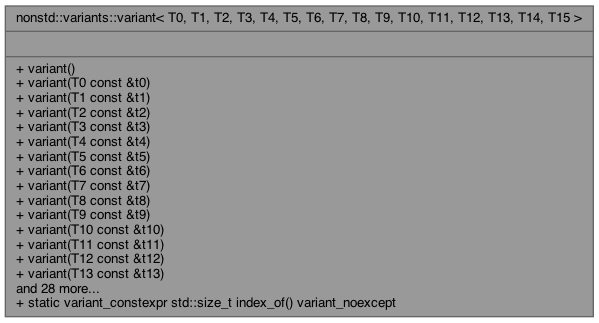 nonstd::variants::variant< T0, T1, T2, T3, T4, T5, T6, T7, T8, T9, T10, T11, T12, T13, T14, T15 >
+ variant()
+ variant(T0 const &t0)
+ variant(T1 const &t1)
+ variant(T2 const &t2)
+ variant(T3 const &t3)
+ variant(T4 const &t4)
+ variant(T5 const &t5)
+ variant(T6 const &t6)
+ variant(T7 const &t7)
+ variant(T8 const &t8)
+ variant(T9 const &t9)
+ variant(T10 const &t10)
+ variant(T11 const &t11)
+ variant(T12 const &t12)
+ variant(T13 const &t13)
and 28 more...
+ static variant_constexpr std::size_t index_of() variant_noexcept